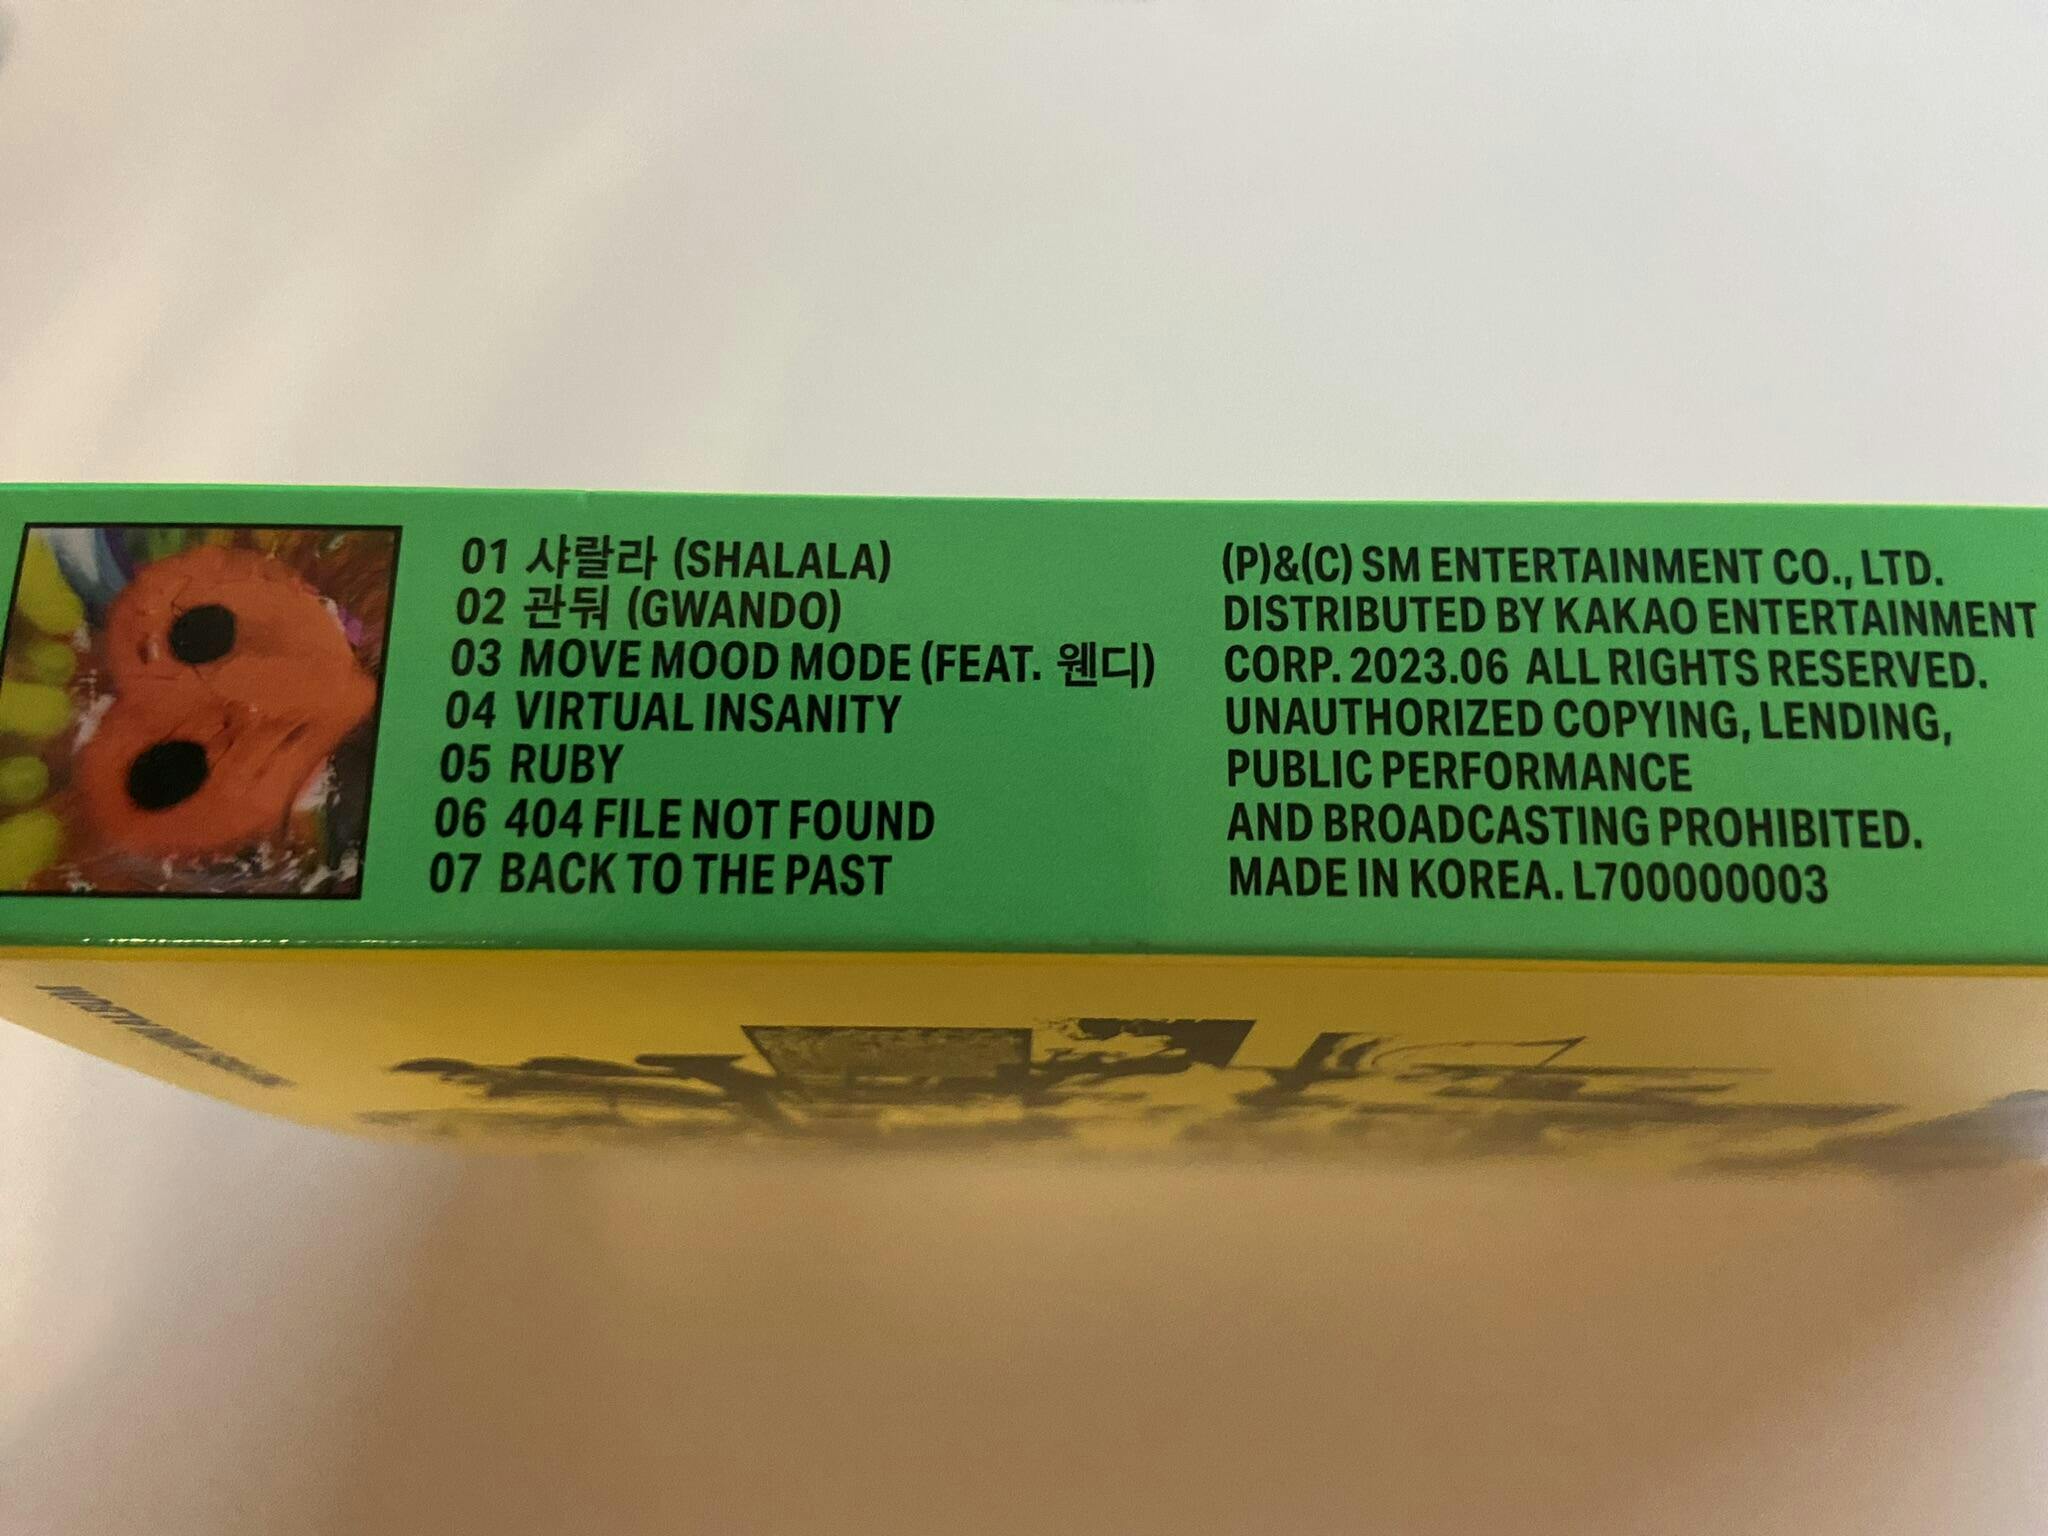 01 샤랄라 (SHALALA)
02 관둬 (GWANDO)
03 MOVE MOOD MODE (FEAT. 웬디)
04 VIRTUAL INSANITY
05 RUBY
06 404 FILE NOT FOUND
07 BACK TO THE PAST
(P)&(C) SM ENTERTAINMENT CO., LTD.
DISTRIBUTED BY KAKAO ENTERTAINMENT
CORP. 2023.06 ALL RIGHTS RESERVED.
UNAUTHORIZED COPYING, LENDING,
PUBLIC PERFORMANCE
AND BROADCASTING PROHIBITED.
MADE IN KOREA. L700000003